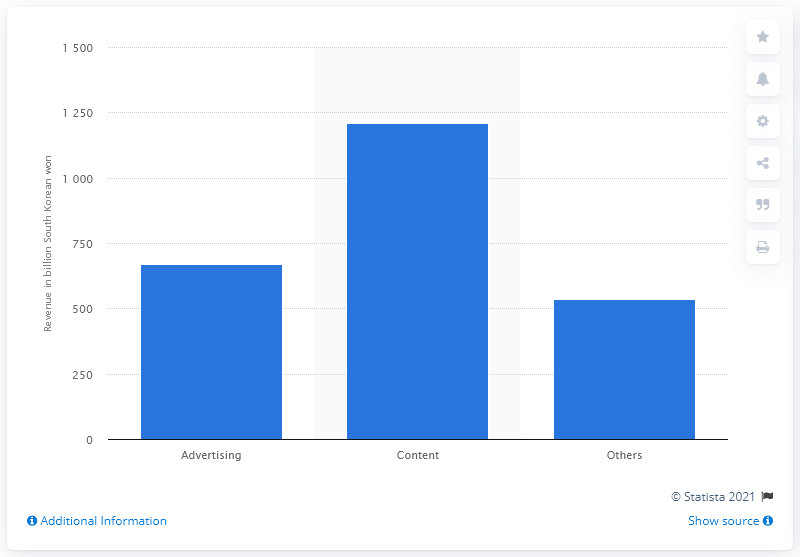 1 500
1 250
1 000
750
500
250
0
Revenue in billion South Korean won
Advertising
Content
Others
© Statista 2021
Additional Information
Show source